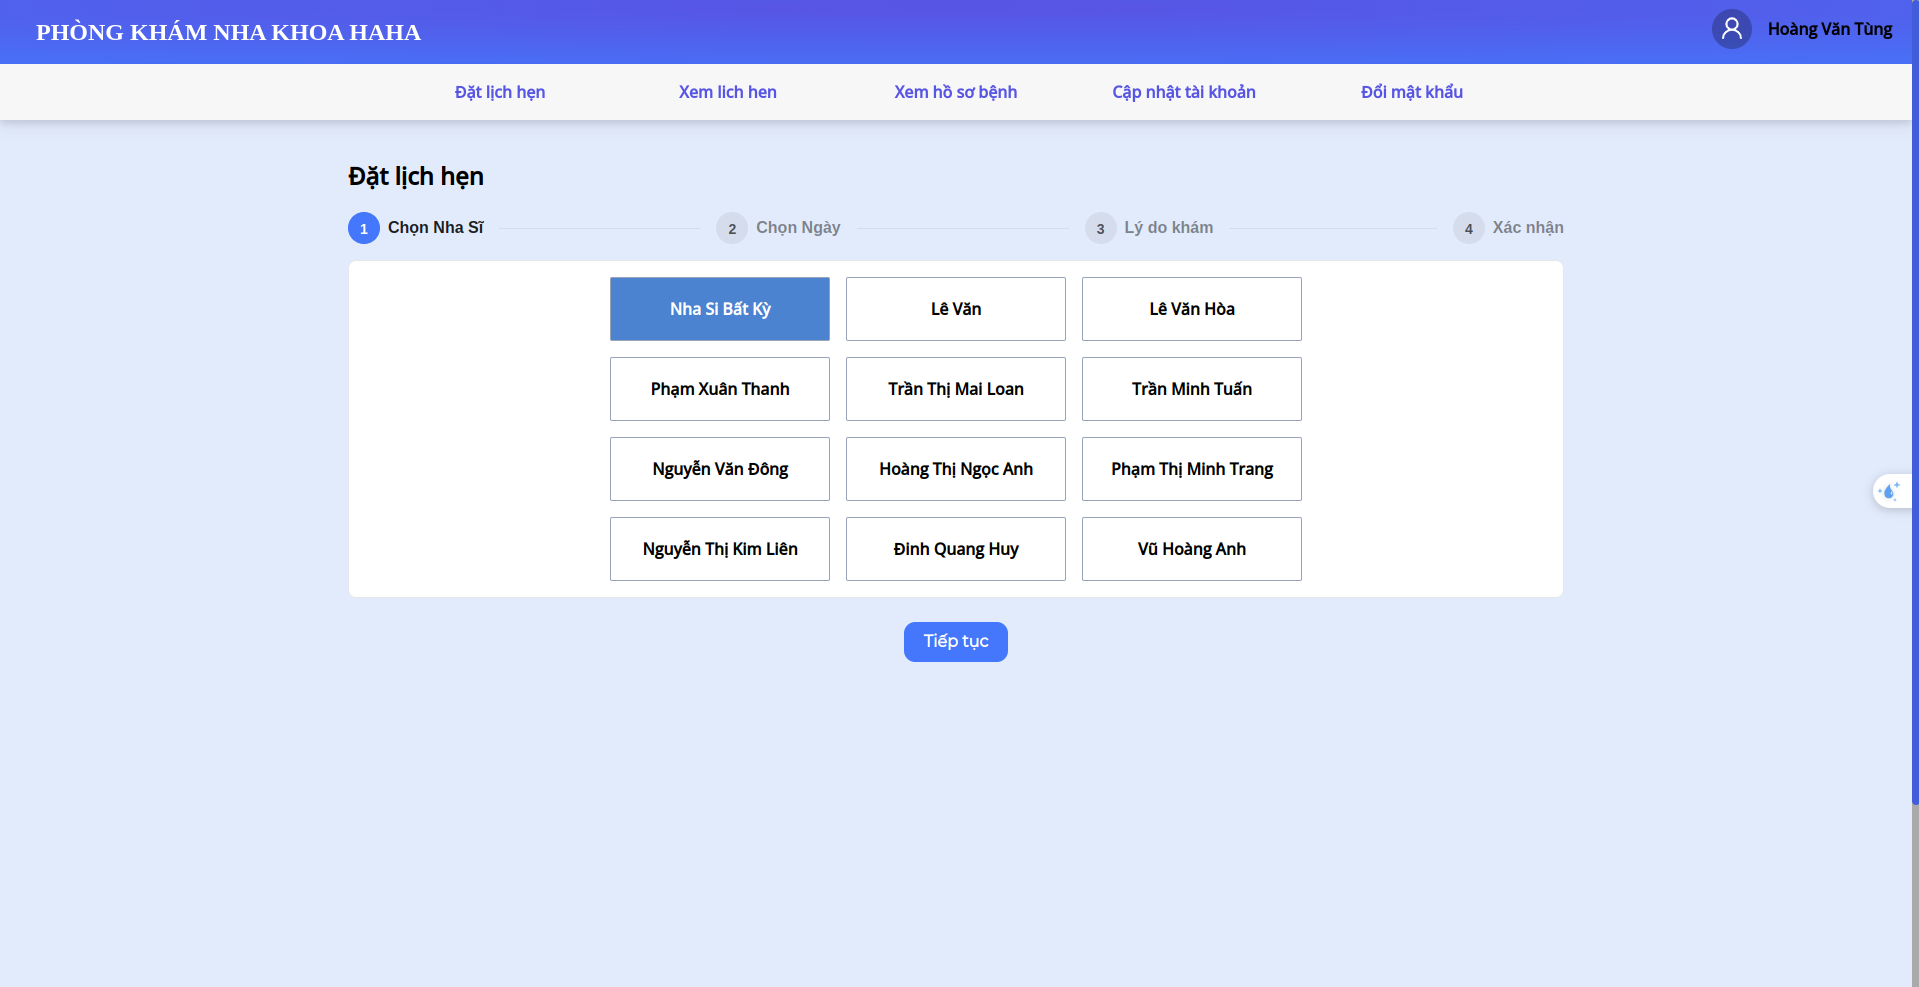 PHÒNG KHÁM NHA KHOA HAHA
Hoàng Văn Tùng
Đặt lịch hẹn
Xem lich hen
Xem hồ sơ bệnh
Cập nhật tài khoản
Đổi mật khẩu
Đặt lịch hẹn
1 Chọn Nha Sĩ
2 Chọn Ngày
3 Lý do khám
4 Xác nhận
Nha Si Bất Kỳ
Lê Văn
Lê Văn Hòa
Phạm Xuân Thanh
Trần Thị Mai Loan
Trần Minh Tuấn
Nguyễn Văn Đông
Hoàng Thị Ngọc Anh
Phạm Thị Minh Trang
Nguyễn Thị Kim Liên
Đinh Quang Huy
Vũ Hoàng Anh
Tiếp tục